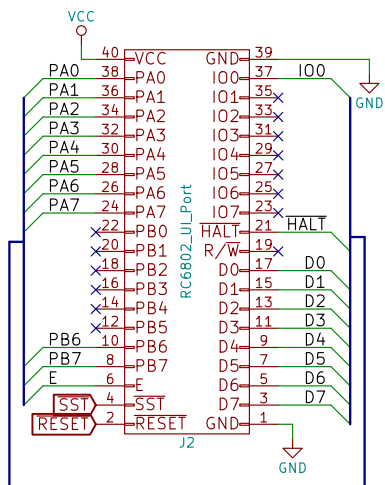 VCC
40 VCC GND 39
PA0 38 PA0 IO0 37 IO0
PA1 36 PA1 IO1 35
GND
PA2 34 PA2 IO2 33
PA3 32 PA3 IO3 31
PA4 30 PA4 IO4 29
PA5 28 PA5 IO5 27
PA6 26 PA6 IO6 25
PA7 24 PA7 IO7 23
22 PB0 HALT 21 HALT
20 PB1 R/W 19
18 PB2 D0 17 D0
16 PB3 D1 15 D1
14 PB4 D2 13 D2
12 PB5 D3 11 D3
PB6 10 PB6 D4 9 D4
PB7 8 PB7 D5 7 D5
E 6 E D6 5 D6
SST 4 SST D7 3 D7
RESET 2 RESET GND 1
RC6802_UI_Port
J2
GND